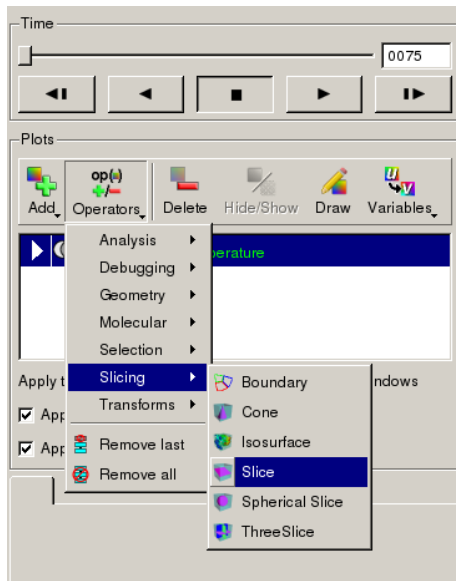 Time
0075
Plots
op(●)
+/−
Add Operators Delete Hide/Show Draw Variables
Analysis
perature
Debugging
Geometry
Molecular
Selection
Apply t Slicing ndows
Boundary
App Transforms
Cone
App Remove last
Isosurface
Remove all
Slice
Spherical Slice
ThreeSlice